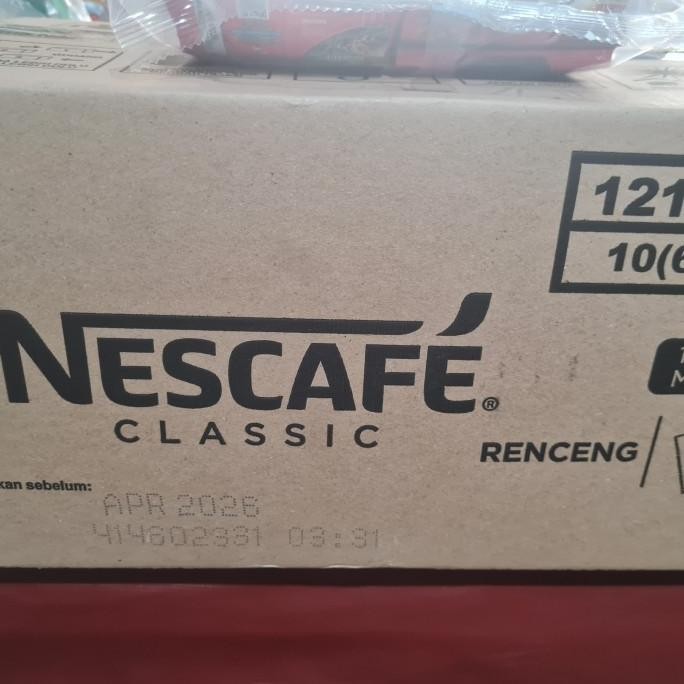 121
10(6
NESCAFÉ®
CLASSIC
RENCENG
kan sebelum:
APR 2026
414602331 03:31